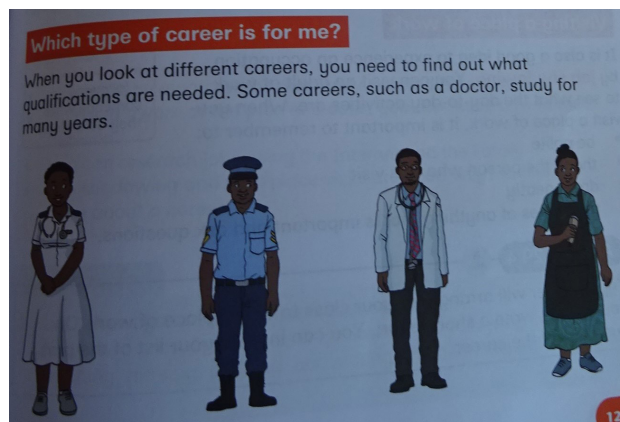 Which type of career is for me?
When you look at different careers, you need to find out what
qualifications are needed. Some careers, such as a doctor, study for
many years.
12